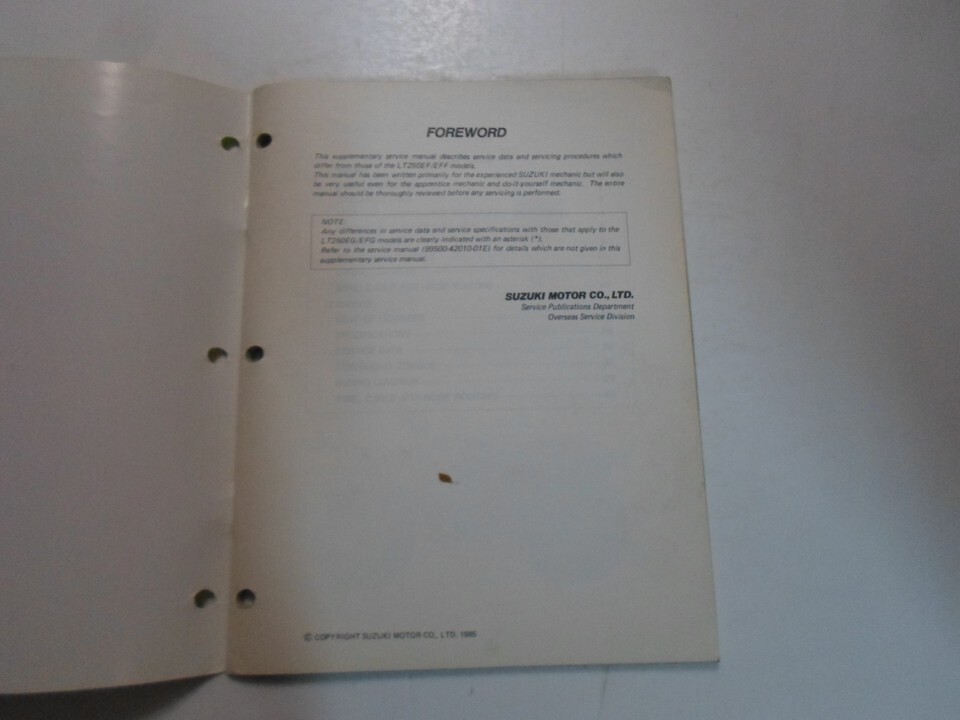 FOREWORD
This supplementary service manual describes service data and servicing procedures which
differ from those of the LT250EF/EFF models.
This manual has been written primarily for the experienced SUZUKI mechanic but will also
be very useful even for the apprentice mechanic and do-it-yourself mechanic. The entire
manual should be thoroughly reviewed before any servicing is performed.
NOTE:
Any differences in service data and service specifications with those that apply to the
LT250EG/EFG models are clearly indicated with an asterisk (*).
Refer to the service manual (99500-42010-01E) for details which are not given in this
supplementary service manual.
SUZUKI MOTOR CO., LTD.
Service Publications Department
Overseas Service Division
© COPYRIGHT SUZUKI MOTOR CO., LTD. 1985